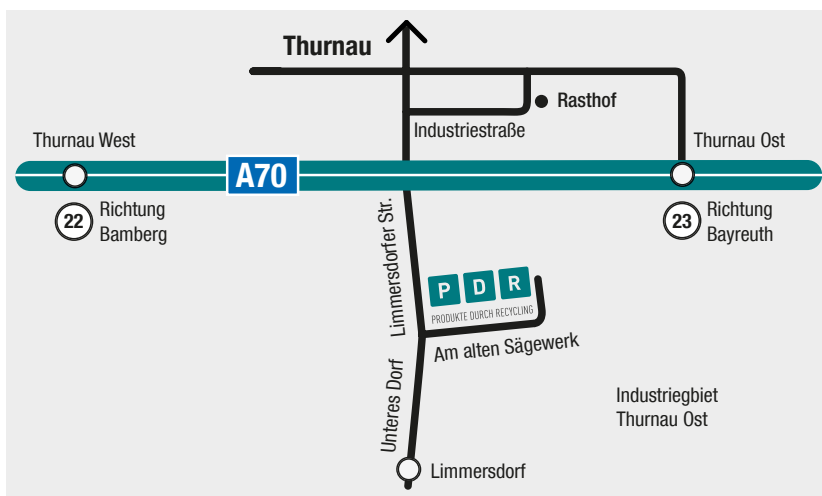 Thurnau
Rasthof
Industriestraße
Thurnau West
Thurnau Ost
A70
22
Richtung
Bamberg
23
Richtung
Bayreuth
Limmersdorfer Str.
P D R
PRODUKTE DURCH RECYCLING
Am alten Sägewerk
Unteres Dorf
Industriegbiet
Thurnau Ost
Limmersdorf